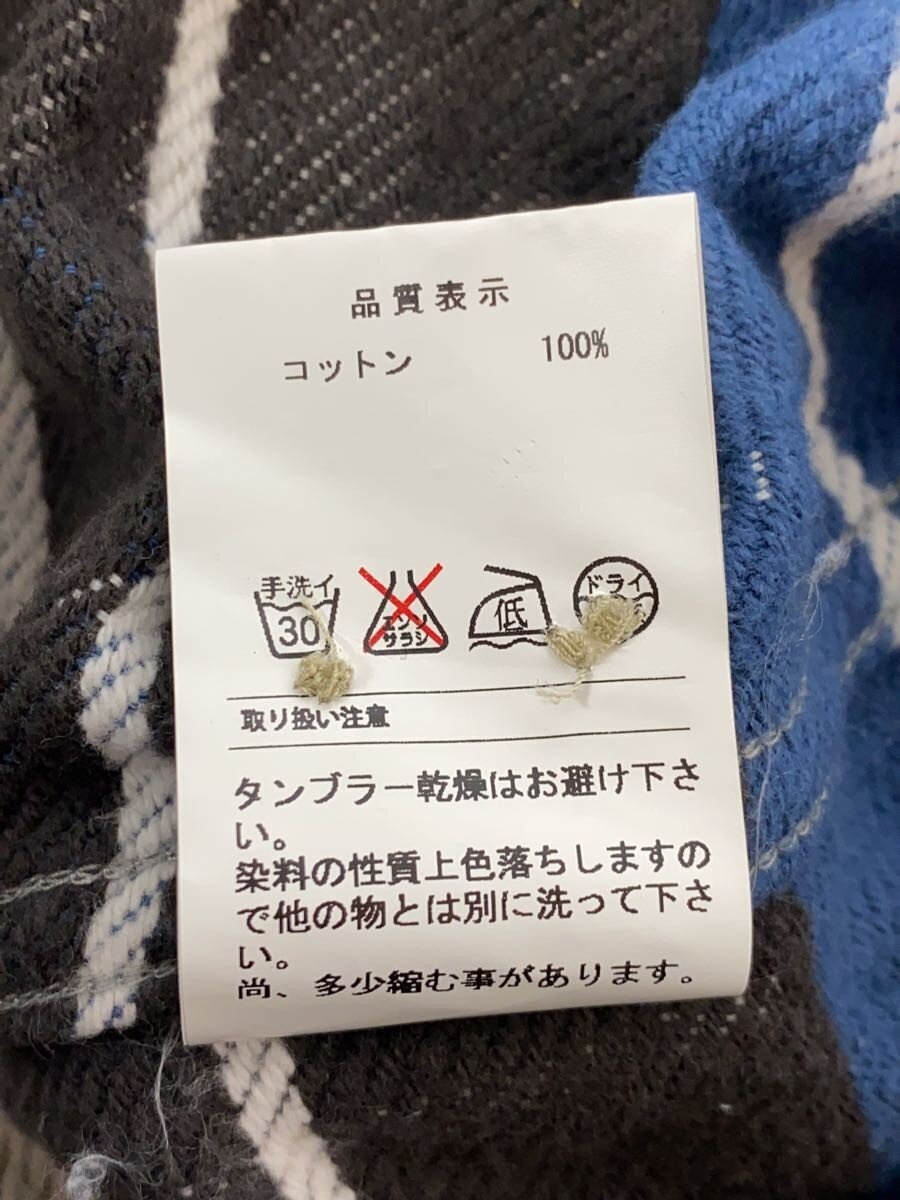 品質表示
コットン 100%
手洗イ
30
エンソ
サラシ
低
ドライ
取り扱い注意
タンブラー乾燥はお避け下さ
い。
染料の性質上色落ちしますの
で他の物とは別に洗って下さ
い。
尚、多少縮む事があります。